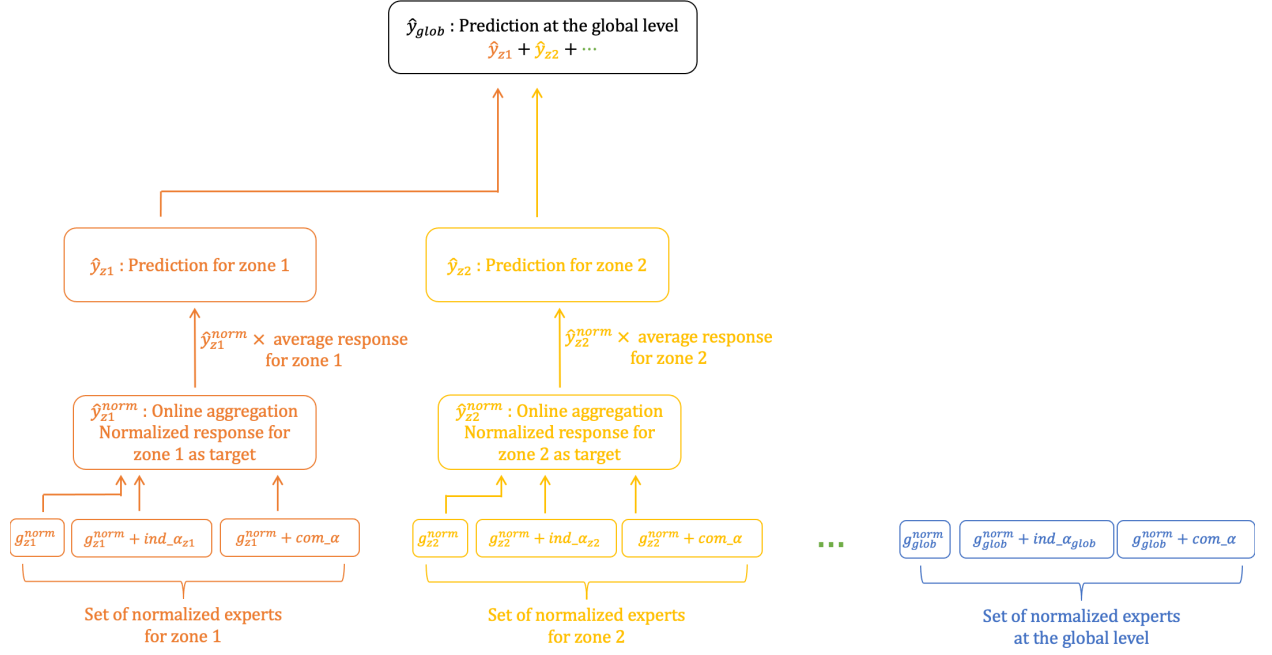 ŷ_glob : Prediction at the global level
ŷ_z1 + ŷ_z2 + ⋯
ŷ_z1 : Prediction for zone 1
ŷ_z2 : Prediction for zone 2
ŷ_z1^norm × average response
for zone 1
ŷ_z2^norm × average response
for zone 2
ŷ_z1^norm : Online aggregation
Normalized response for
zone 1 as target
ŷ_z2^norm : Online aggregation
Normalized response for
zone 2 as target
g_z1^norm
g_z1^norm + ind_α_z1
g_z1^norm + com_α
g_z2^norm
g_z2^norm + ind_α_z2
g_z2^norm + com_α
...
g_glob^norm
g_glob^norm + ind_α_glob
g_glob^norm + com_α
Set of normalized experts
for zone 1
Set of normalized experts
for zone 2
Set of normalized experts
at the global level